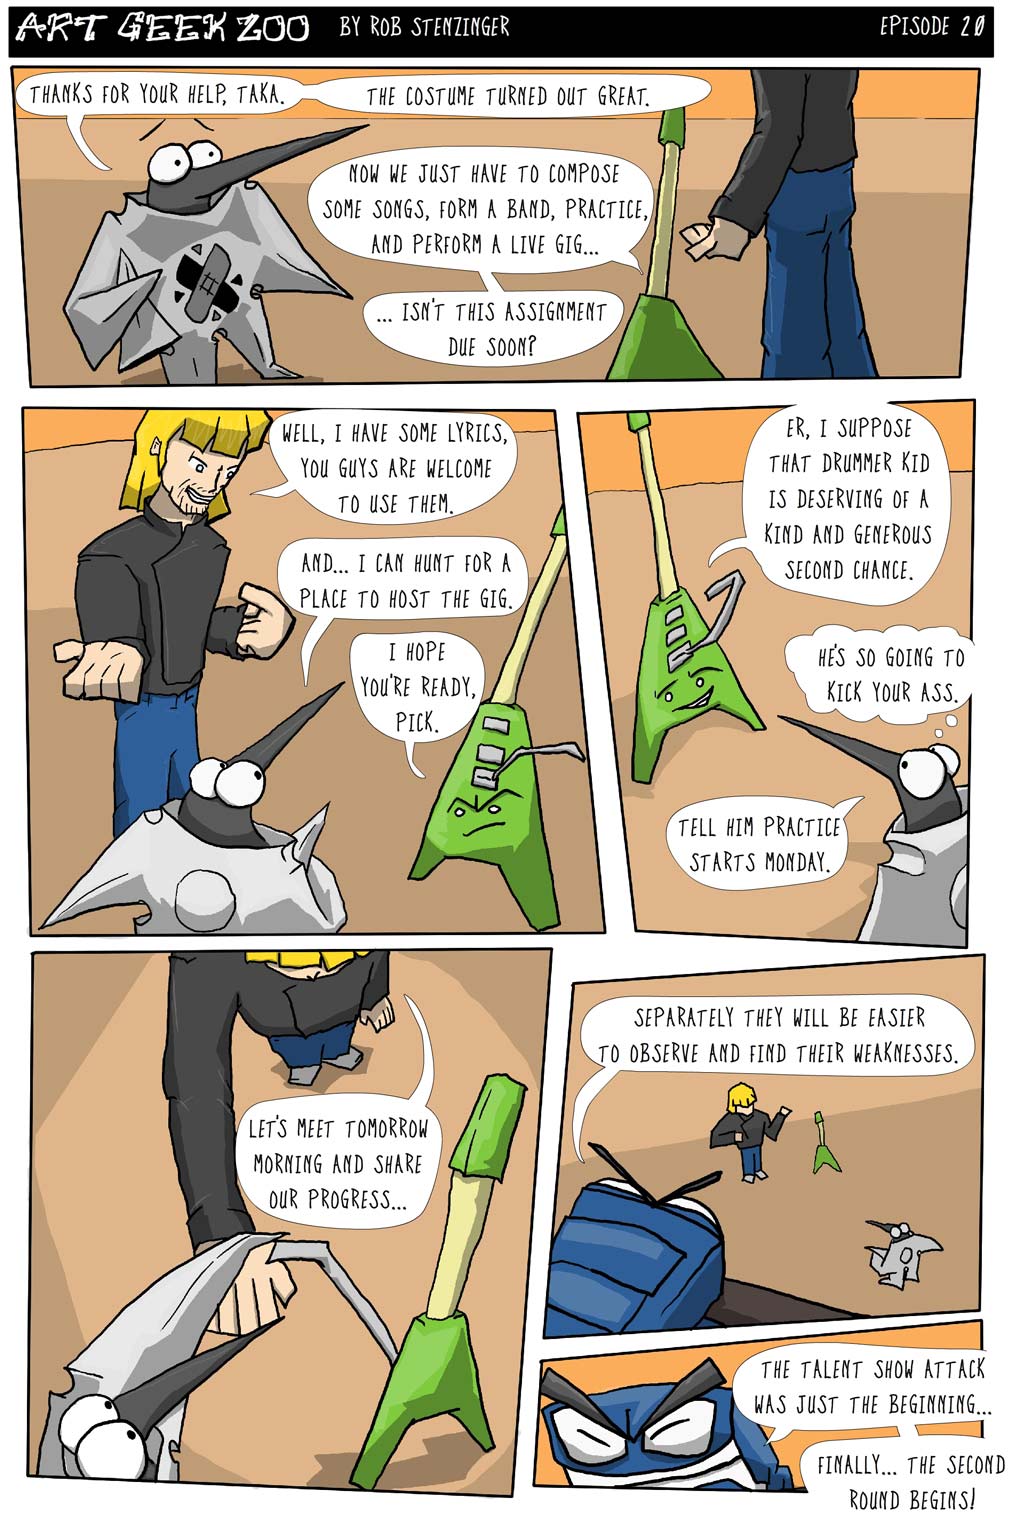 ART GEEK ZOO BY ROB STENZINGER EPISODE 20
THANKS FOR YOUR HELP, TAKA.
THE COSTUME TURNED OUT GREAT.
NOW WE JUST HAVE TO COMPOSE
SOME SONGS, FORM A BAND, PRACTICE,
AND PERFORM A LIVE GIG...
... ISN'T THIS ASSIGNMENT
DUE SOON?
WELL, I HAVE SOME LYRICS,
YOU GUYS ARE WELCOME
TO USE THEM.
AND... I CAN HUNT FOR A
PLACE TO HOST THE GIG.
I HOPE
YOU'RE READY,
PICK.
ER, I SUPPOSE
THAT DRUMMER KID
IS DESERVING OF A
KIND AND GENEROUS
SECOND CHANCE.
HE'S SO GOING TO
KICK YOUR ASS.
TELL HIM PRACTICE
STARTS MONDAY.
LET'S MEET TOMORROW
MORNING AND SHARE
OUR PROGRESS...
SEPARATELY THEY WILL BE EASIER
TO OBSERVE AND FIND THEIR WEAKNESSES.
THE TALENT SHOW ATTACK
WAS JUST THE BEGINNING...
FINALLY... THE SECOND
ROUND BEGINS!